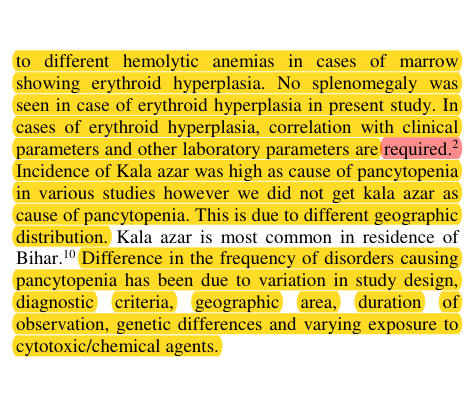 to different hemolytic anemias in cases of marrow
showing erythroid hyperplasia. No splenomegaly was
seen in case of erythroid hyperplasia in present study. In
cases of erythroid hyperplasia, correlation with clinical
parameters and other laboratory parameters are required.²
Incidence of Kala azar was high as cause of pancytopenia
in various studies however we did not get kala azar as
cause of pancytopenia. This is due to different geographic
distribution. Kala azar is most common in residence of
Bihar.¹⁰ Difference in the frequency of disorders causing
pancytopenia has been due to variation in study design,
diagnostic criteria, geographic area, duration of
observation, genetic differences and varying exposure to
cytotoxic/chemical agents.